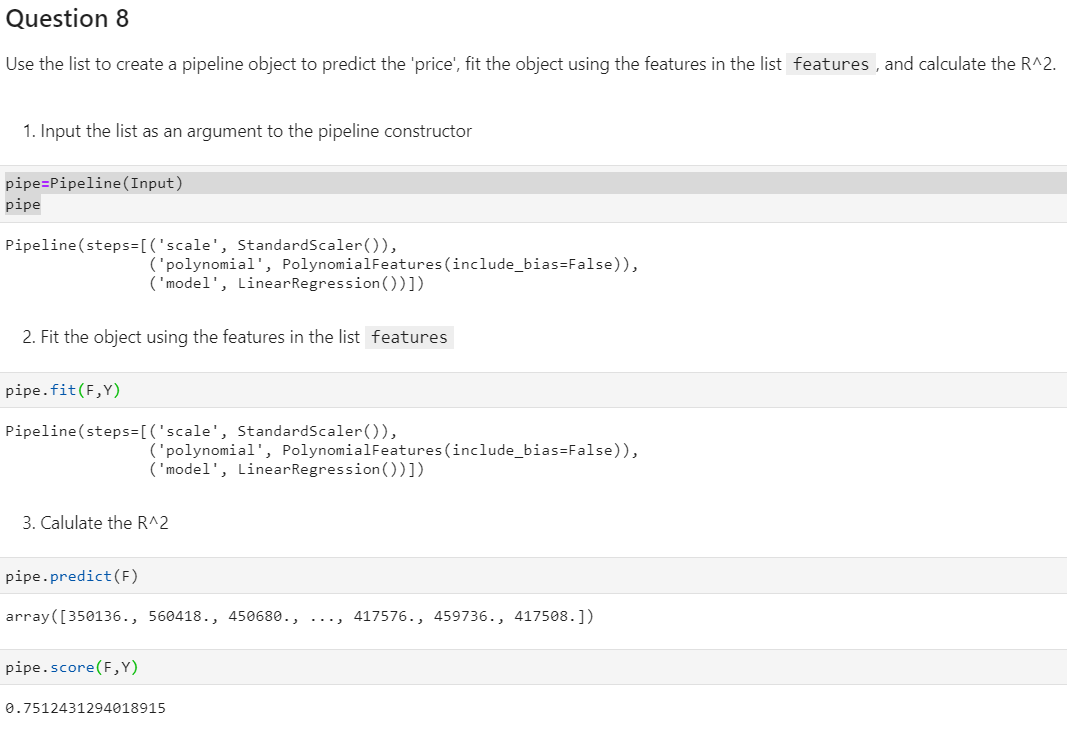 Question 8
Use the list to create a pipeline object to predict the 'price', fit the object using the features in the list features , and calculate the R^2.
1. Input the list as an argument to the pipeline constructor
pipe=Pipeline(Input)
pipe
Pipeline(steps=[('scale', StandardScaler()),
('polynomial', PolynomialFeatures(include_bias=False)),
('model', LinearRegression())])
2. Fit the object using the features in the list features
pipe.fit(F,Y)
Pipeline(steps=[('scale', StandardScaler()),
('polynomial', PolynomialFeatures(include_bias=False)),
('model', LinearRegression())])
3. Calulate the R^2
pipe.predict(F)
array([350136., 560418., 450680., ..., 417576., 459736., 417508.])
pipe.score(F,Y)
0.7512431294018915